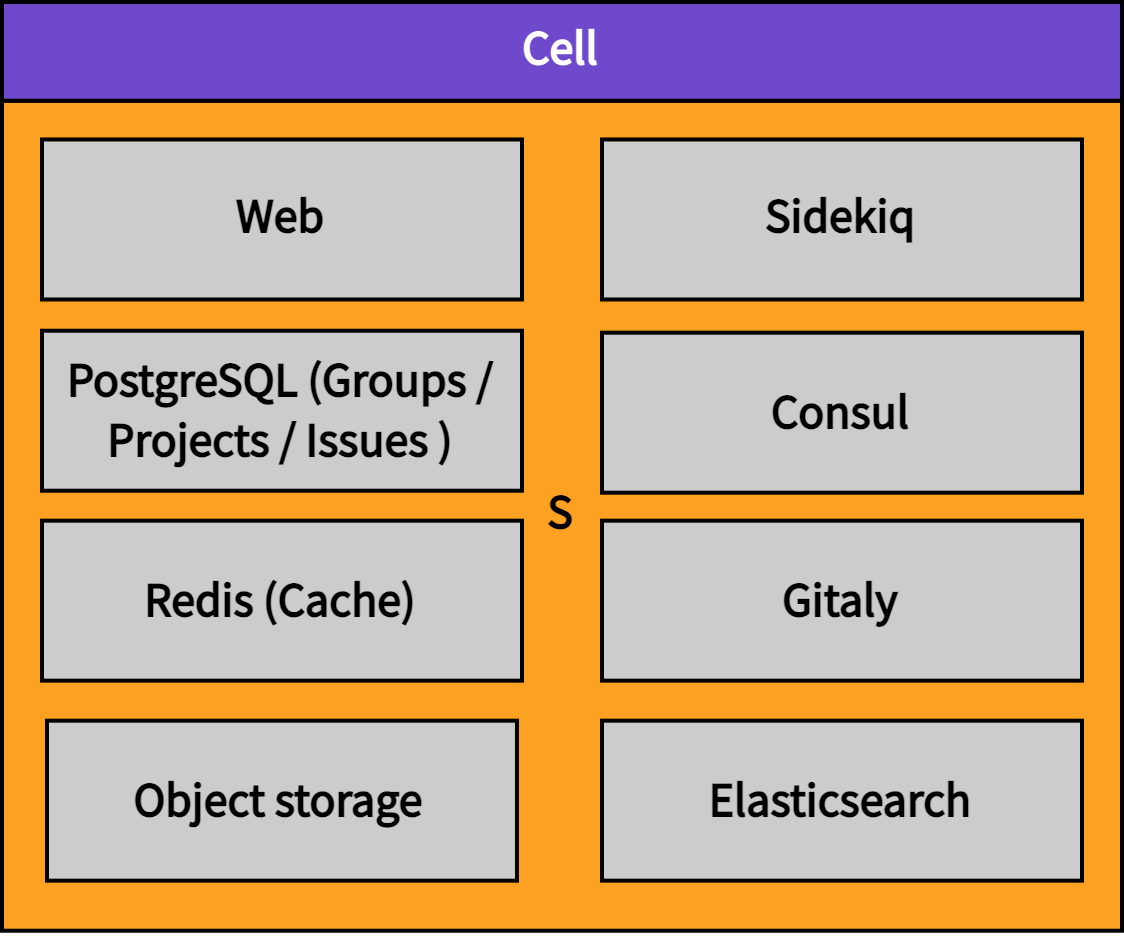 Cell
Web
Sidekiq
PostgreSQL (Groups /
Projects / Issues )
Consul
S
Redis (Cache)
Gitaly
Object storage
Elasticsearch